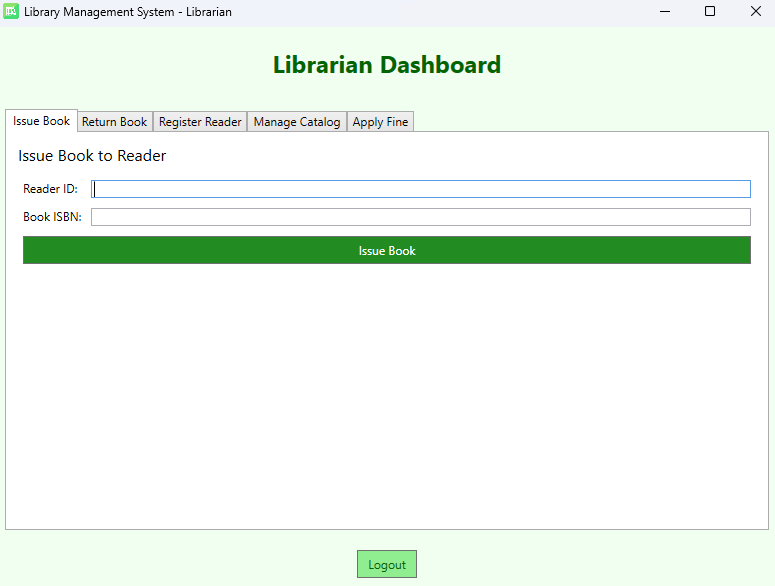 Library Management System - Librarian
Librarian Dashboard
Issue Book Return Book Register Reader Manage Catalog Apply Fine
Issue Book to Reader
Reader ID:
Book ISBN:
Issue Book
Logout